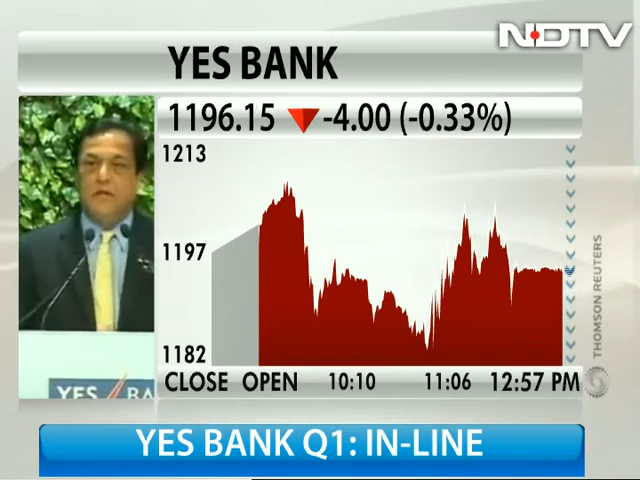 NDTV
YES BANK
1196.15 ▼ -4.00 (-0.33%)
1213
1197
1182
CLOSE OPEN 10:10 11:06 12:57 PM
THOMSON REUTERS
YES BA
YES BANK Q1: IN-LINE